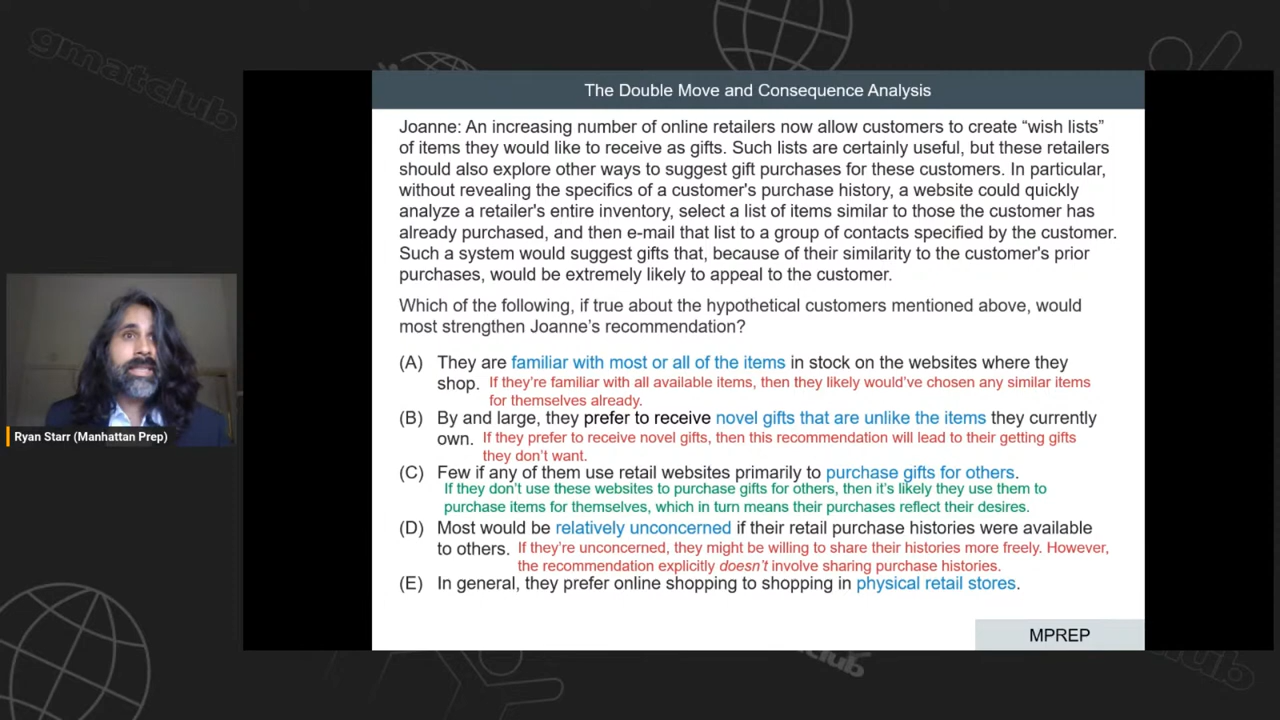 gmatclub
The Double Move and Consequence Analysis
Joanne: An increasing number of online retailers now allow customers to create “wish lists”
of items they would like to receive as gifts. Such lists are certainly useful, but these retailers
should also explore other ways to suggest gift purchases for these customers. In particular,
without revealing the specifics of a customer's purchase history, a website could quickly
analyze a retailer's entire inventory, select a list of items similar to those the customer has
already purchased, and then e-mail that list to a group of contacts specified by the customer.
Such a system would suggest gifts that, because of their similarity to the customer's prior
purchases, would be extremely likely to appeal to the customer.
Which of the following, if true about the hypothetical customers mentioned above, would
most strengthen Joanne’s recommendation?
(A) They are familiar with most or all of the items in stock on the websites where they
shop. If they're familiar with all available items, then they likely would've chosen any similar items
for themselves already.
(B) By and large, they prefer to receive novel gifts that are unlike the items they currently
own. If they prefer to receive novel gifts, then this recommendation will lead to their getting gifts
they don't want.
(C) Few if any of them use retail websites primarily to purchase gifts for others.
If they don't use these websites to purchase gifts for others, then it's likely they use them to
purchase items for themselves, which in turn means their purchases reflect their desires.
(D) Most would be relatively unconcerned if their retail purchase histories were available
to others. If they're unconcerned, they might be willing to share their histories more freely. However,
the recommendation explicitly doesn't involve sharing purchase histories.
(E) In general, they prefer online shopping to shopping in physical retail stores.
Ryan Starr (Manhattan Prep)
MPREP